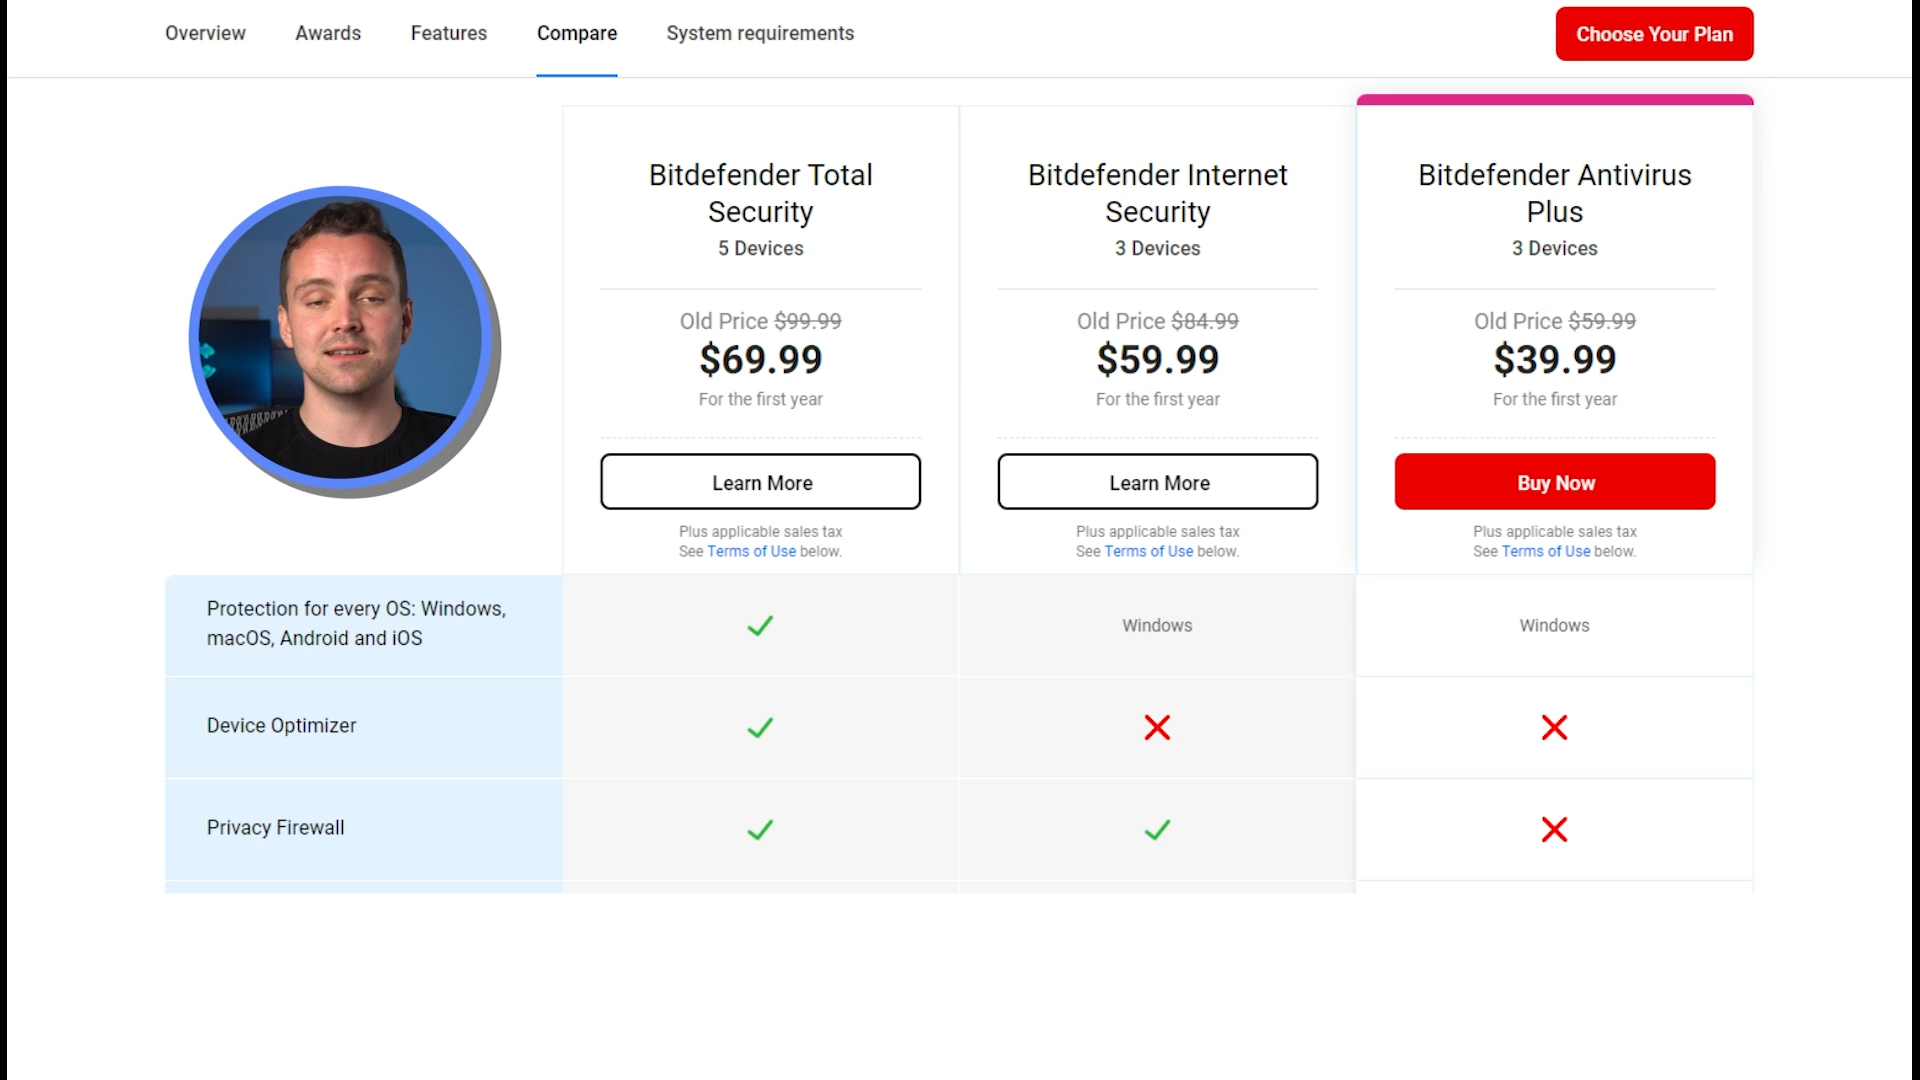 Overview Awards Features Compare System requirements Choose Your Plan
Bitdefender Total
Security
5 Devices
Old Price $99.99
$69.99
For the first year
Learn More
Plus applicable sales tax
See Terms of Use below.
Bitdefender Internet
Security
3 Devices
Old Price $84.99
$59.99
For the first year
Learn More
Plus applicable sales tax
See Terms of Use below.
Bitdefender Antivirus
Plus
3 Devices
Old Price $59.99
$39.99
For the first year
Buy Now
Plus applicable sales tax
See Terms of Use below.
Protection for every OS: Windows,
macOS, Android and iOS
Windows
Windows
Device Optimizer
Privacy Firewall